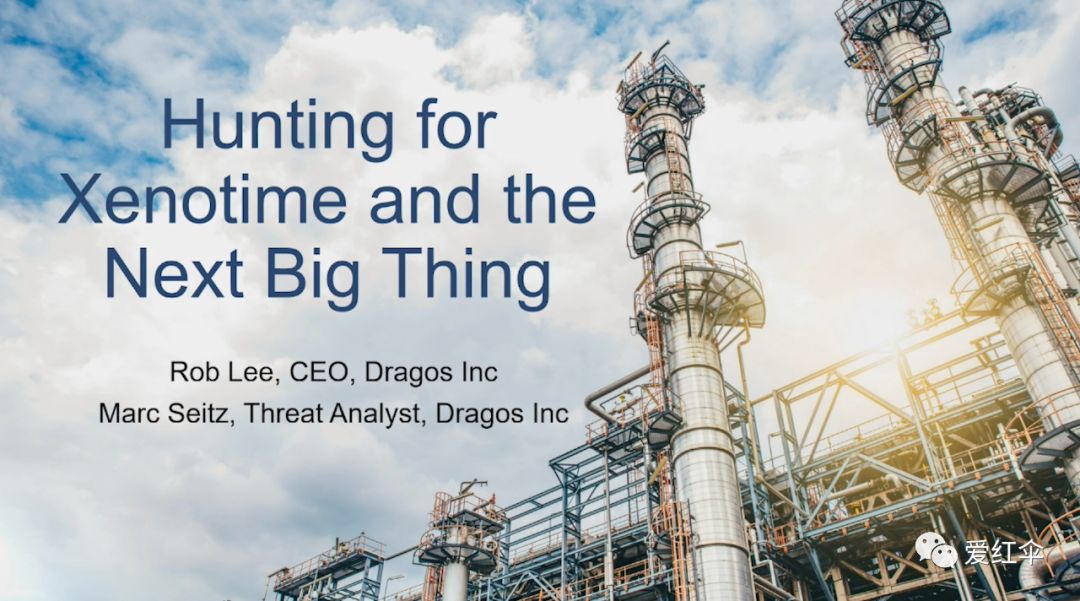 Hunting for
Xenotime and the
Next Big Thing
Rob Lee, CEO, Dragos Inc
Marc Seitz, Threat Analyst, Dragos Inc
爱红伞